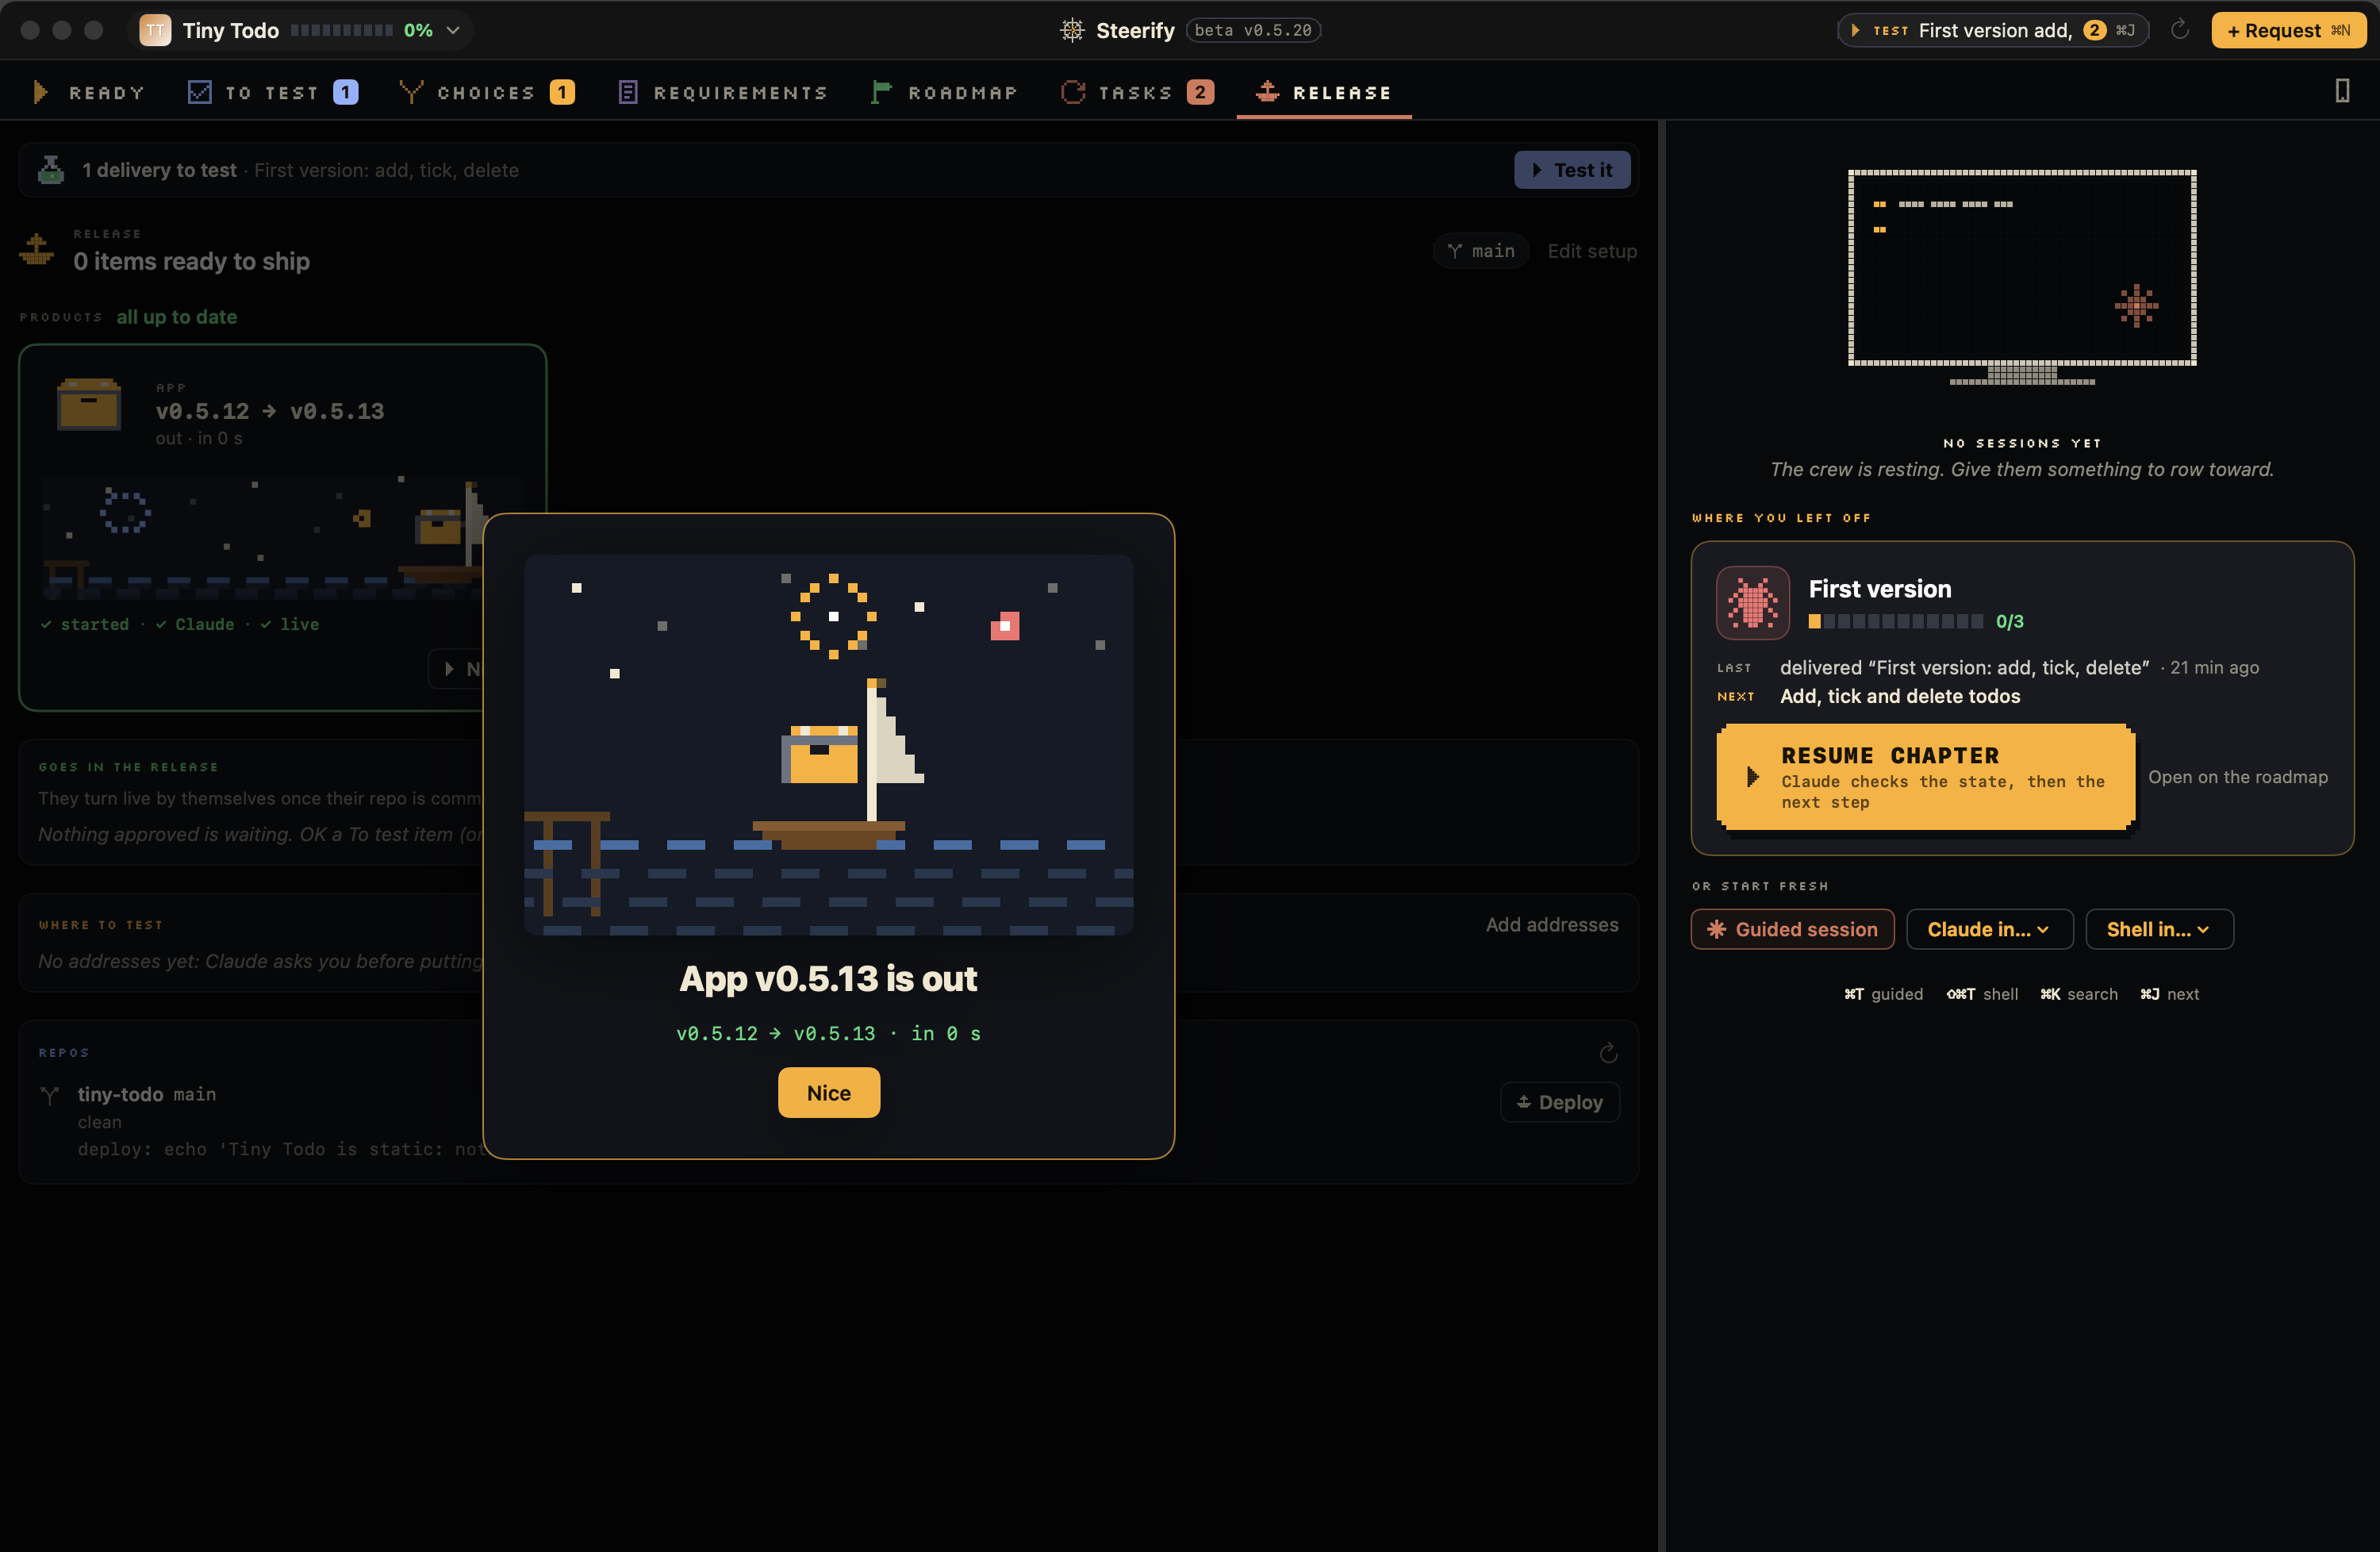 TT Tiny Todo 0%
Steerify beta v0.5.20
TEST First version add, 2 ⌘J
+ Request ⌘N
READY
TO TEST 1
CHOICES 1
REQUIREMENTS
ROADMAP
TASKS 2
RELEASE
1 delivery to test · First version: add, tick, delete
Test it
RELEASE
0 items ready to ship
main Edit setup
PRODUCTS all up to date
APP
v0.5.12 → v0.5.13
out · in 0 s
✓ started · ✓ Claude · ✓ live
GOES IN THE RELEASE
They turn live by themselves once their repo is
Nothing approved is waiting. OK a To test item
WHERE TO TEST
Add addresses
No addresses yet: Claude asks you before putting
REPOS
tiny-todo main
clean
deploy: echo 'Tiny Todo is static:
Deploy
App v0.5.13 is out
v0.5.12 → v0.5.13 · in 0 s
Nice
NO SESSIONS YET
The crew is resting. Give them something to row toward.
WHERE YOU LEFT OFF
First version
0/3
LAST delivered “First version: add, tick, delete” · 21 min ago
NEXT Add, tick and delete todos
RESUME CHAPTER
Claude checks the state, then the
next step
Open on the roadmap
OR START FRESH
Guided session
Claude in...
Shell in...
⌘T guided ⇧⌘T shell ⌘K search ⌘J next